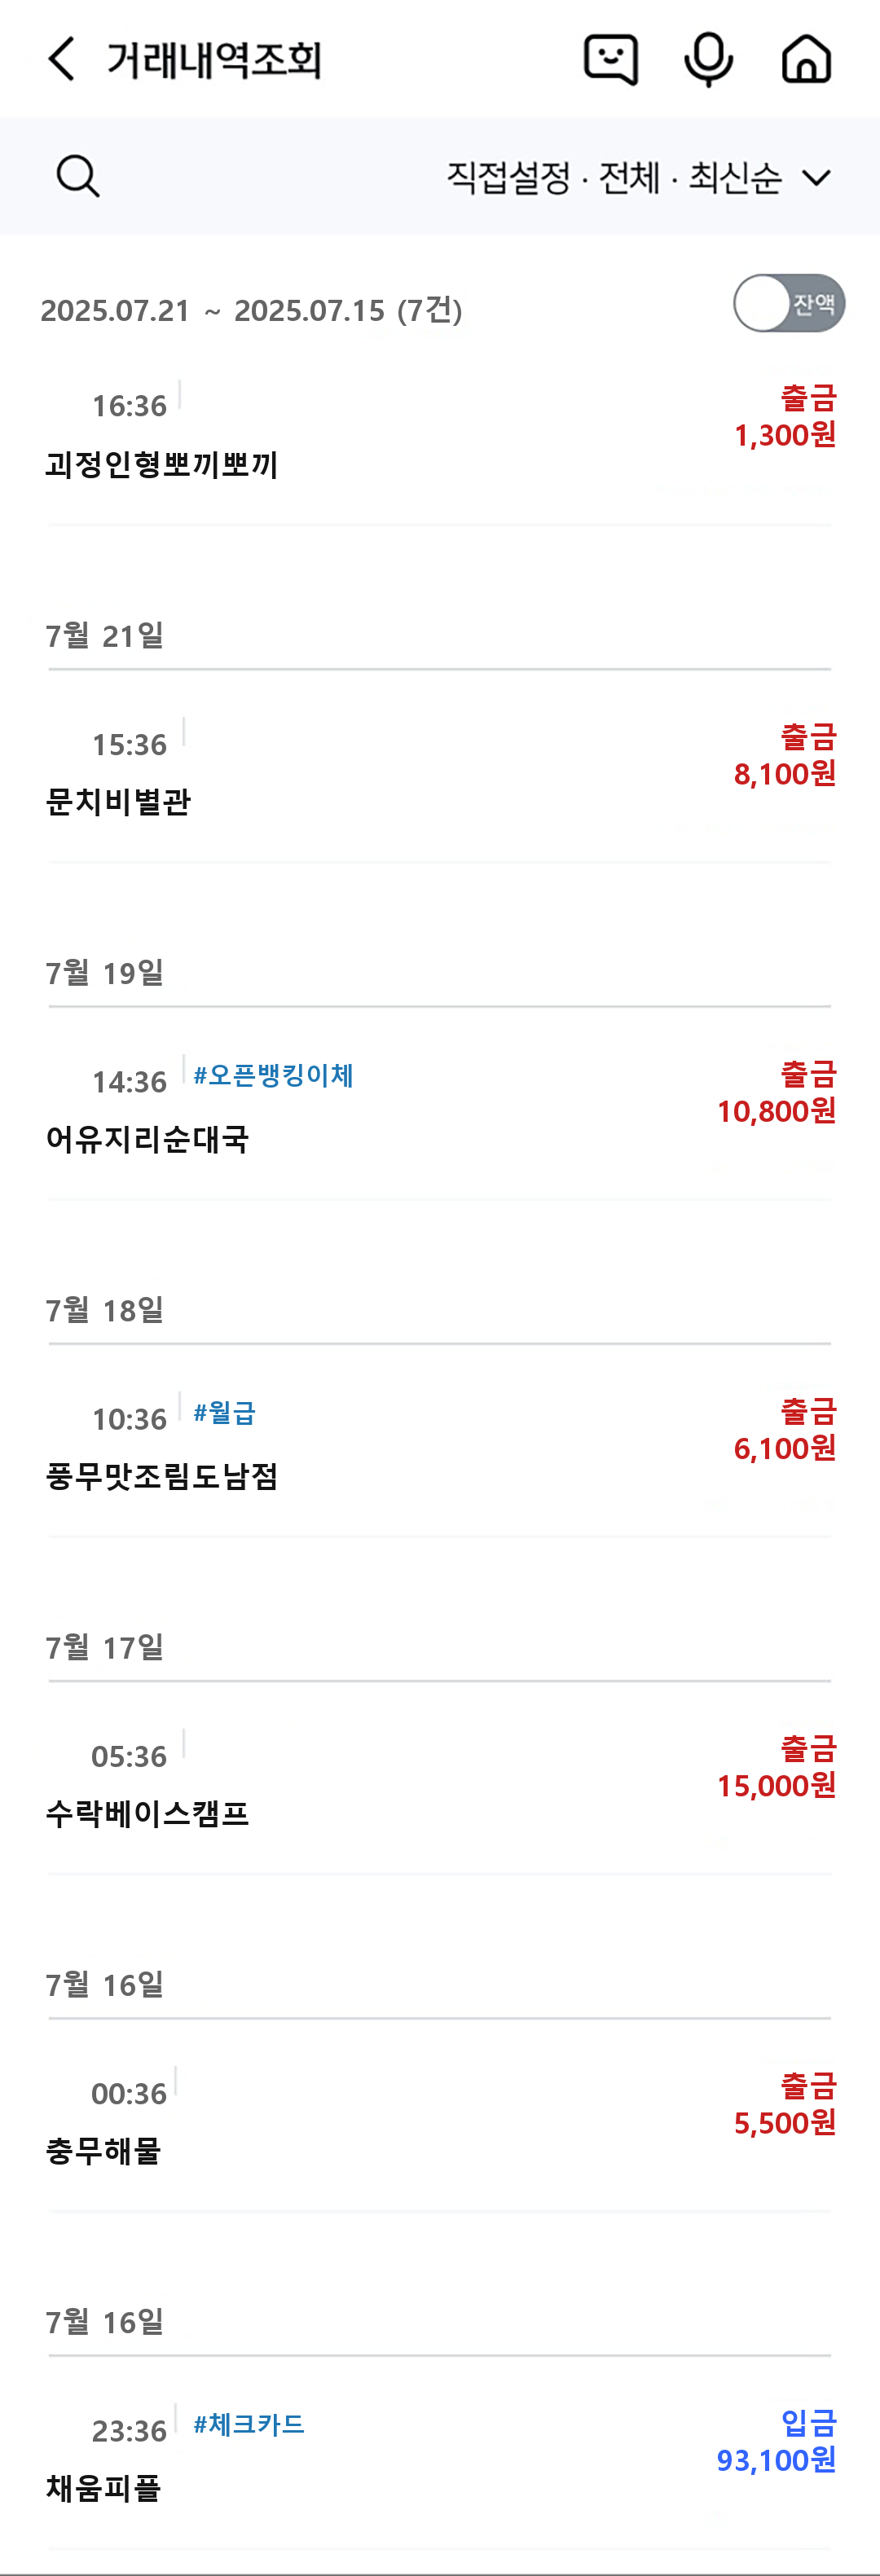 거래내역조회
직접설정 · 전체 · 최신순
2025.07.21 ~ 2025.07.15 (7건)
잔액
16:36
출금
1,300원
괴정인형뽀끼뽀끼
7월 21일
15:36
출금
8,100원
문치비별관
7월 19일
14:36 #오픈뱅킹이체
출금
10,800원
어유지리순대국
7월 18일
10:36 #월급
출금
6,100원
풍무맛조림도남점
7월 17일
05:36
출금
15,000원
수락베이스캠프
7월 16일
00:36
출금
5,500원
충무해물
7월 16일
23:36 #체크카드
입금
93,100원
채움피플